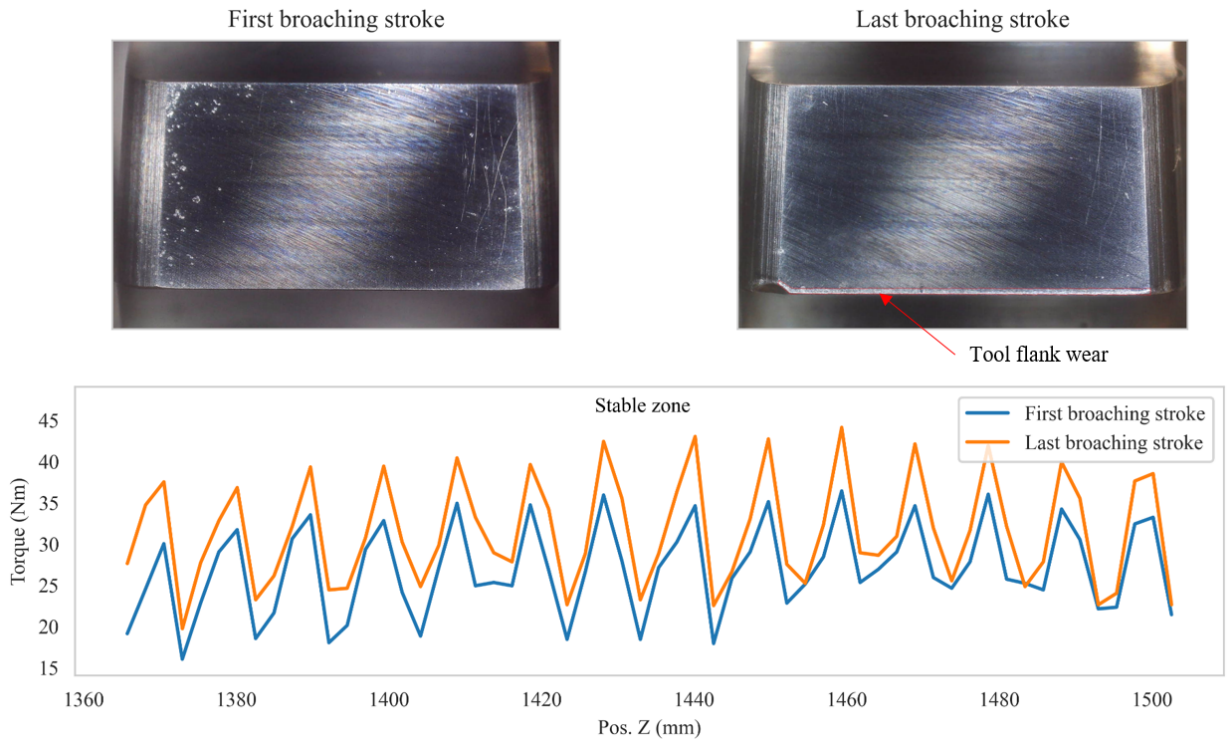 First broaching stroke
Last broaching stroke
Tool flank wear
Stable zone
First broaching stroke
Last broaching stroke
45
40
35
30
25
20
15
Torque (Nm)
1360 1380 1400 1420 1440 1460 1480 1500
Pos. Z (mm)